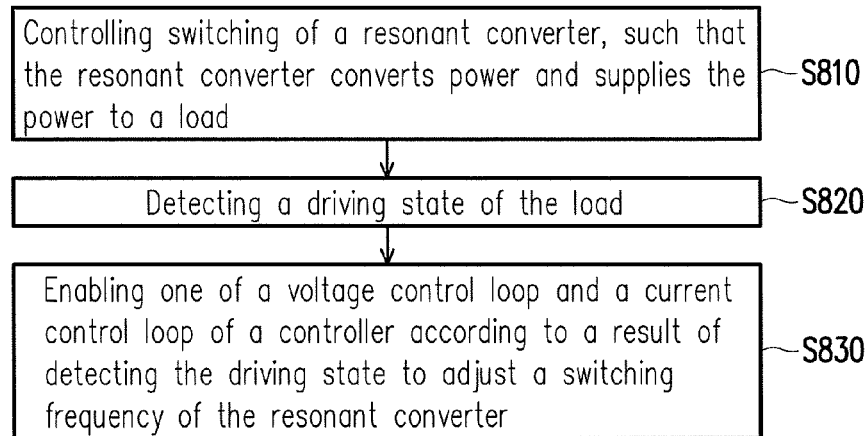 Controlling switching of a resonant converter, such that
the resonant converter converts power and supplies the
power to a load
S810
Detecting a driving state of the load
S820
Enabling one of a voltage control loop and a current
control loop of a controller according to a result of
detecting the driving state to adjust a switching
frequency of the resonant converter
S830